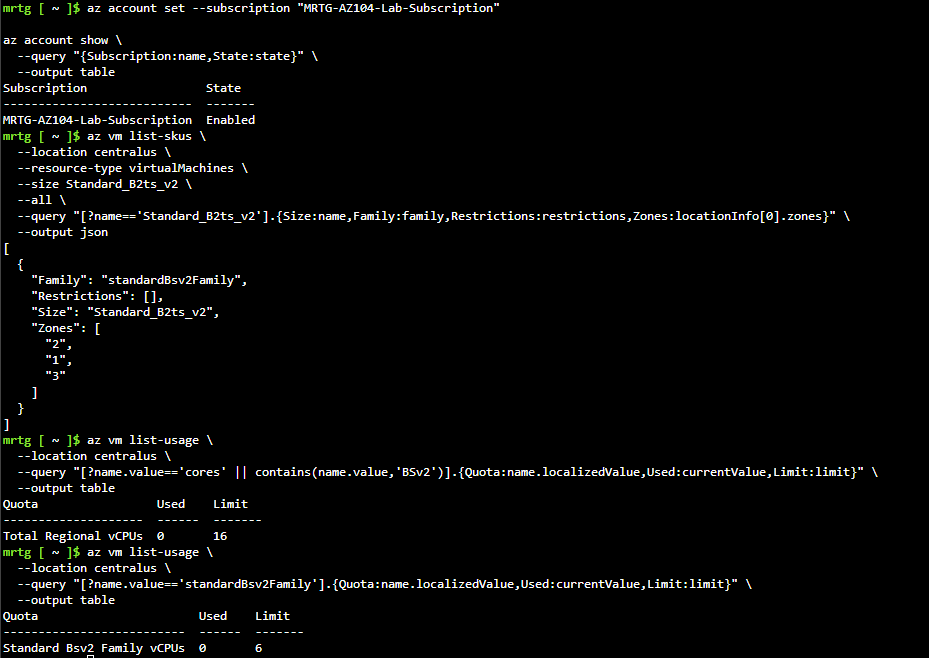 mrtg [ ~ ]$ az account set --subscription "MRTG-AZ104-Lab-Subscription"

az account show \
  --query "{Subscription:name,State:state}" \
  --output table
Subscription                 State
---------------------------  -------
MRTG-AZ104-Lab-Subscription  Enabled
mrtg [ ~ ]$ az vm list-skus \
  --location centralus \
  --resource-type virtualMachines \
  --size Standard_B2ts_v2 \
  --all \
  --query "[?name=='Standard_B2ts_v2'].{Size:name,Family:family,Restrictions:restrictions,Zones:locationInfo[0].zones}" \
  --output json
[
  {
    "Family": "standardBsv2Family",
    "Restrictions": [],
    "Size": "Standard_B2ts_v2",
    "Zones": [
      "2",
      "1",
      "3"
    ]
  }
]
mrtg [ ~ ]$ az vm list-usage \
  --location centralus \
  --query "[?name.value=='cores' || contains(name.value,'BSv2')].{Quota:name.localizedValue,Used:currentValue,Limit:limit}" \
  --output table
Quota                 Used    Limit
--------------------  ------  -------
Total Regional vCPUs  0       16
mrtg [ ~ ]$ az vm list-usage \
  --location centralus \
  --query "[?name.value=='standardBsv2Family'].{Quota:name.localizedValue,Used:currentValue,Limit:limit}" \
  --output table
Quota                       Used    Limit
--------------------------  ------  -------
Standard Bsv2 Family vCPUs  0       6